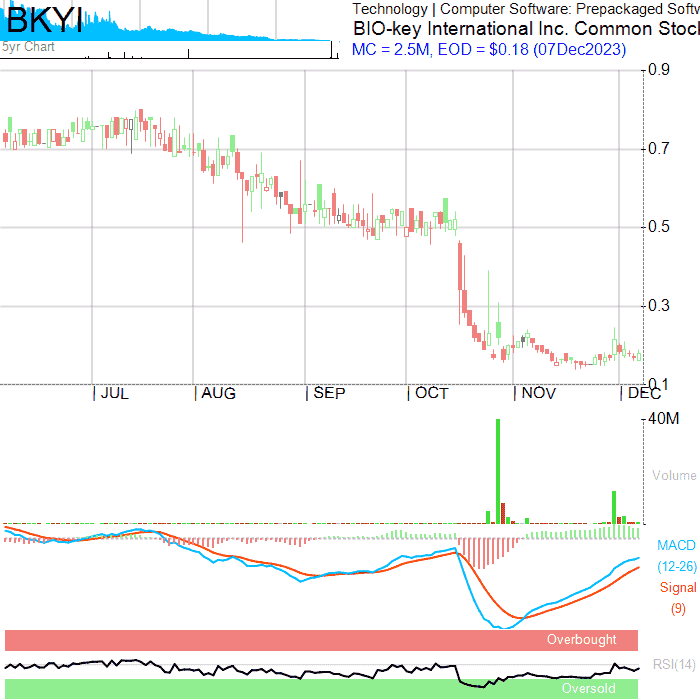 BKYI
Technology | Computer Software: Prepackaged Softw
BIO-key International Inc. Common Stoc
MC = 2.5M, EOD = $0.18 (07Dec2023)
5yr Chart
0.9
0.7
0.5
0.3
0.1
JUL
AUG
SEP
OCT
NOV
DEC
40M
Volume
MACD
(12-26)
Signal
(9)
Overbought
RSI(14)
Oversold